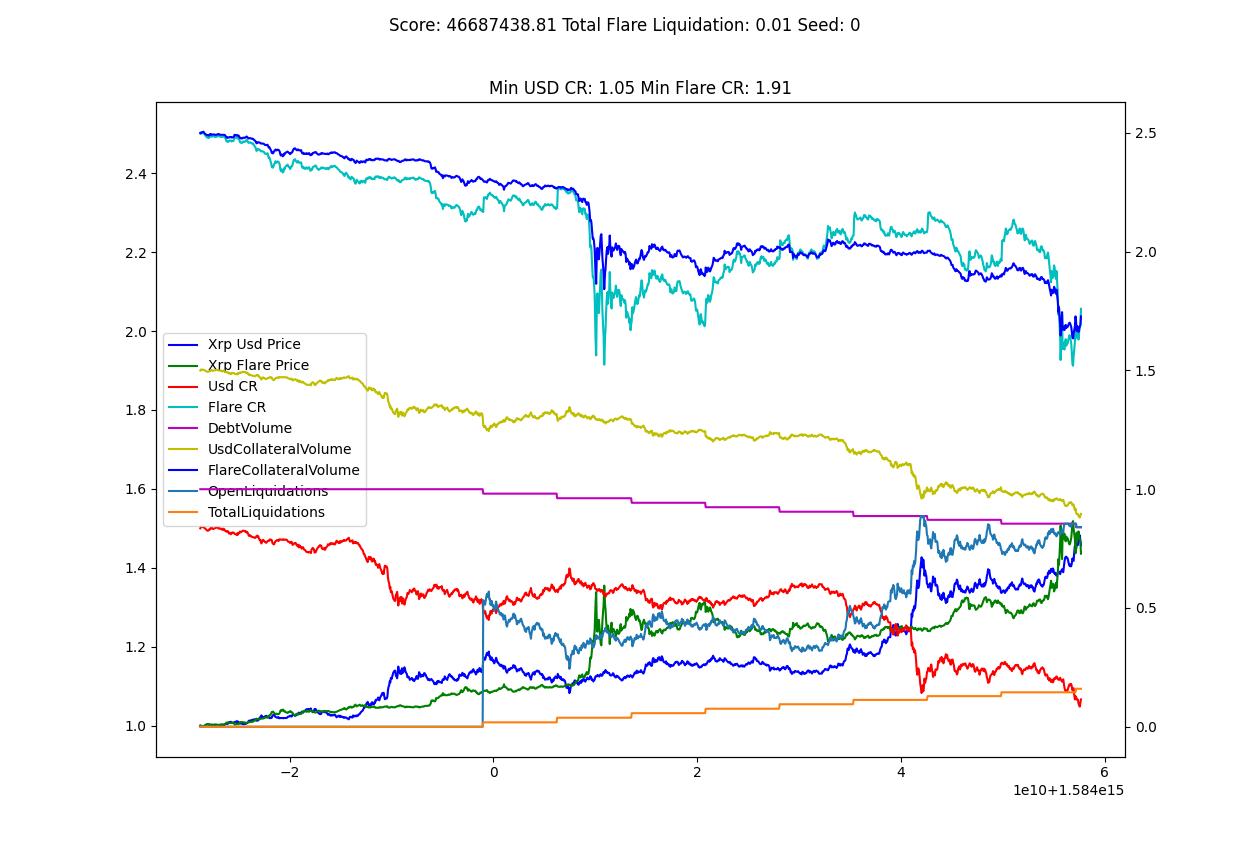 Score: 46687438.81 Total Flare Liquidation: 0.01 Seed: 0
Min USD CR: 1.05 Min Flare CR: 1.91
2.4
2.2
2.0
1.8
1.6
1.4
1.2
1.0
2.5
2.0
1.5
1.0
0.5
0.0
Xrp Usd Price
Xrp Flare Price
Usd CR
Flare CR
DebtVolume
UsdCollateralVolume
FlareCollateralVolume
OpenLiquidations
TotalLiquidations
−2
0
2
4
6
1e10+1.584e15